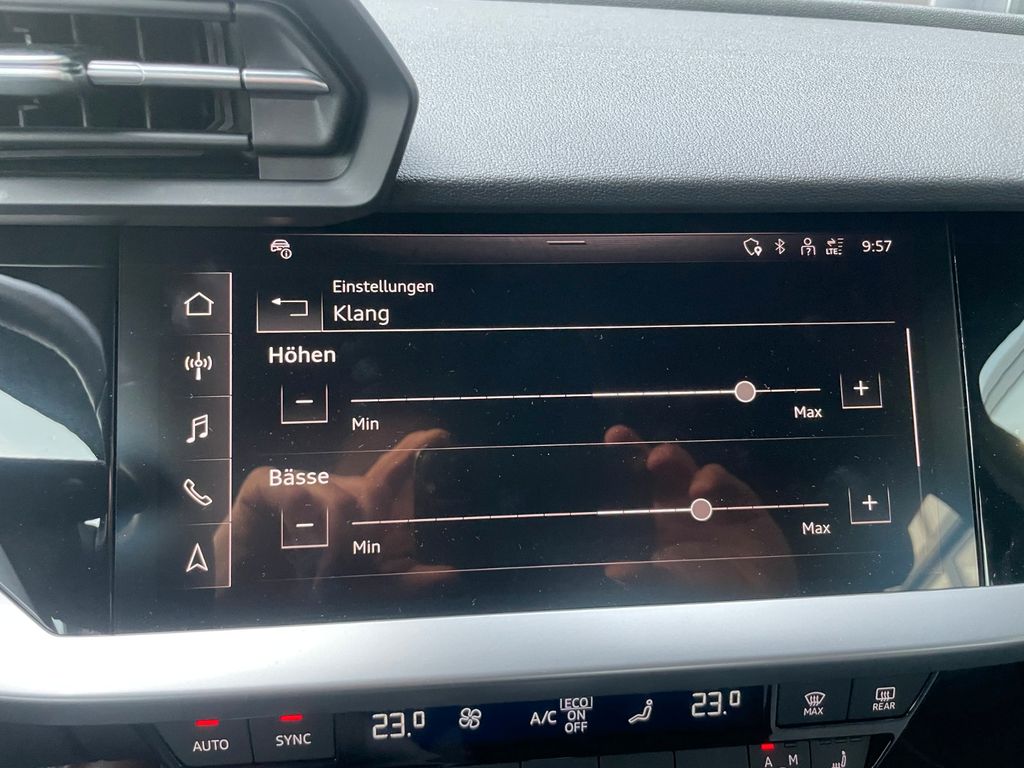 LTE
9:57
Einstellungen
Klang
Höhen
−
+
Min
Max
Bässe
−
+
Min
Max
AUTO
SYNC
23.0
A/C
ECO
ON
OFF
23.0
MAX
REAR
A
M